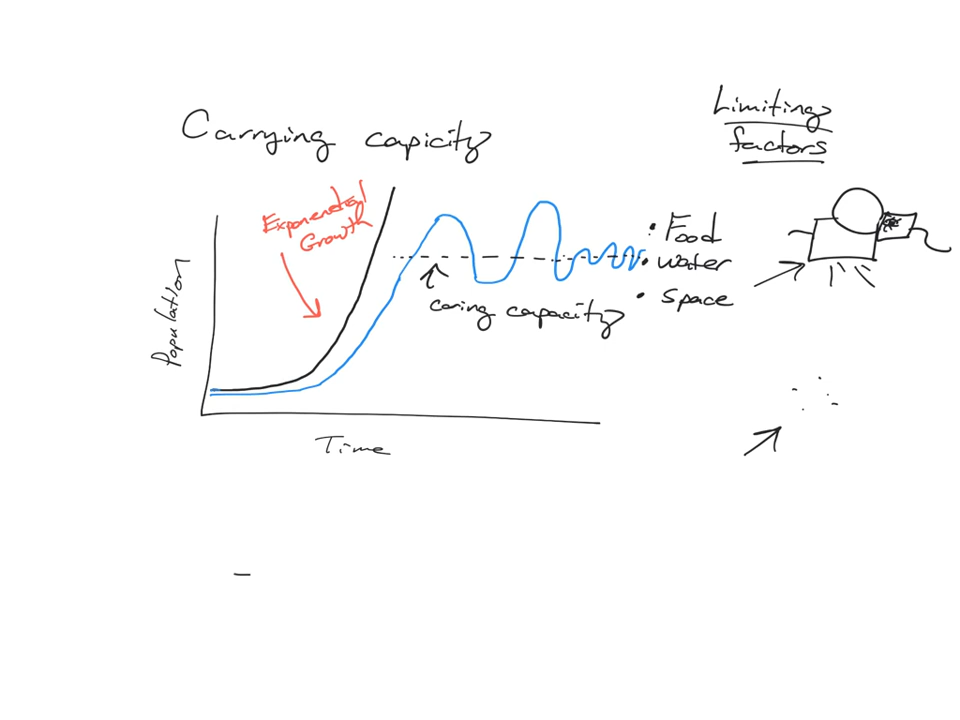 Carrying capicity
Limiting
factors
Exponential
Growth
• Food
• water
• space
Caring capacity
Population
Time